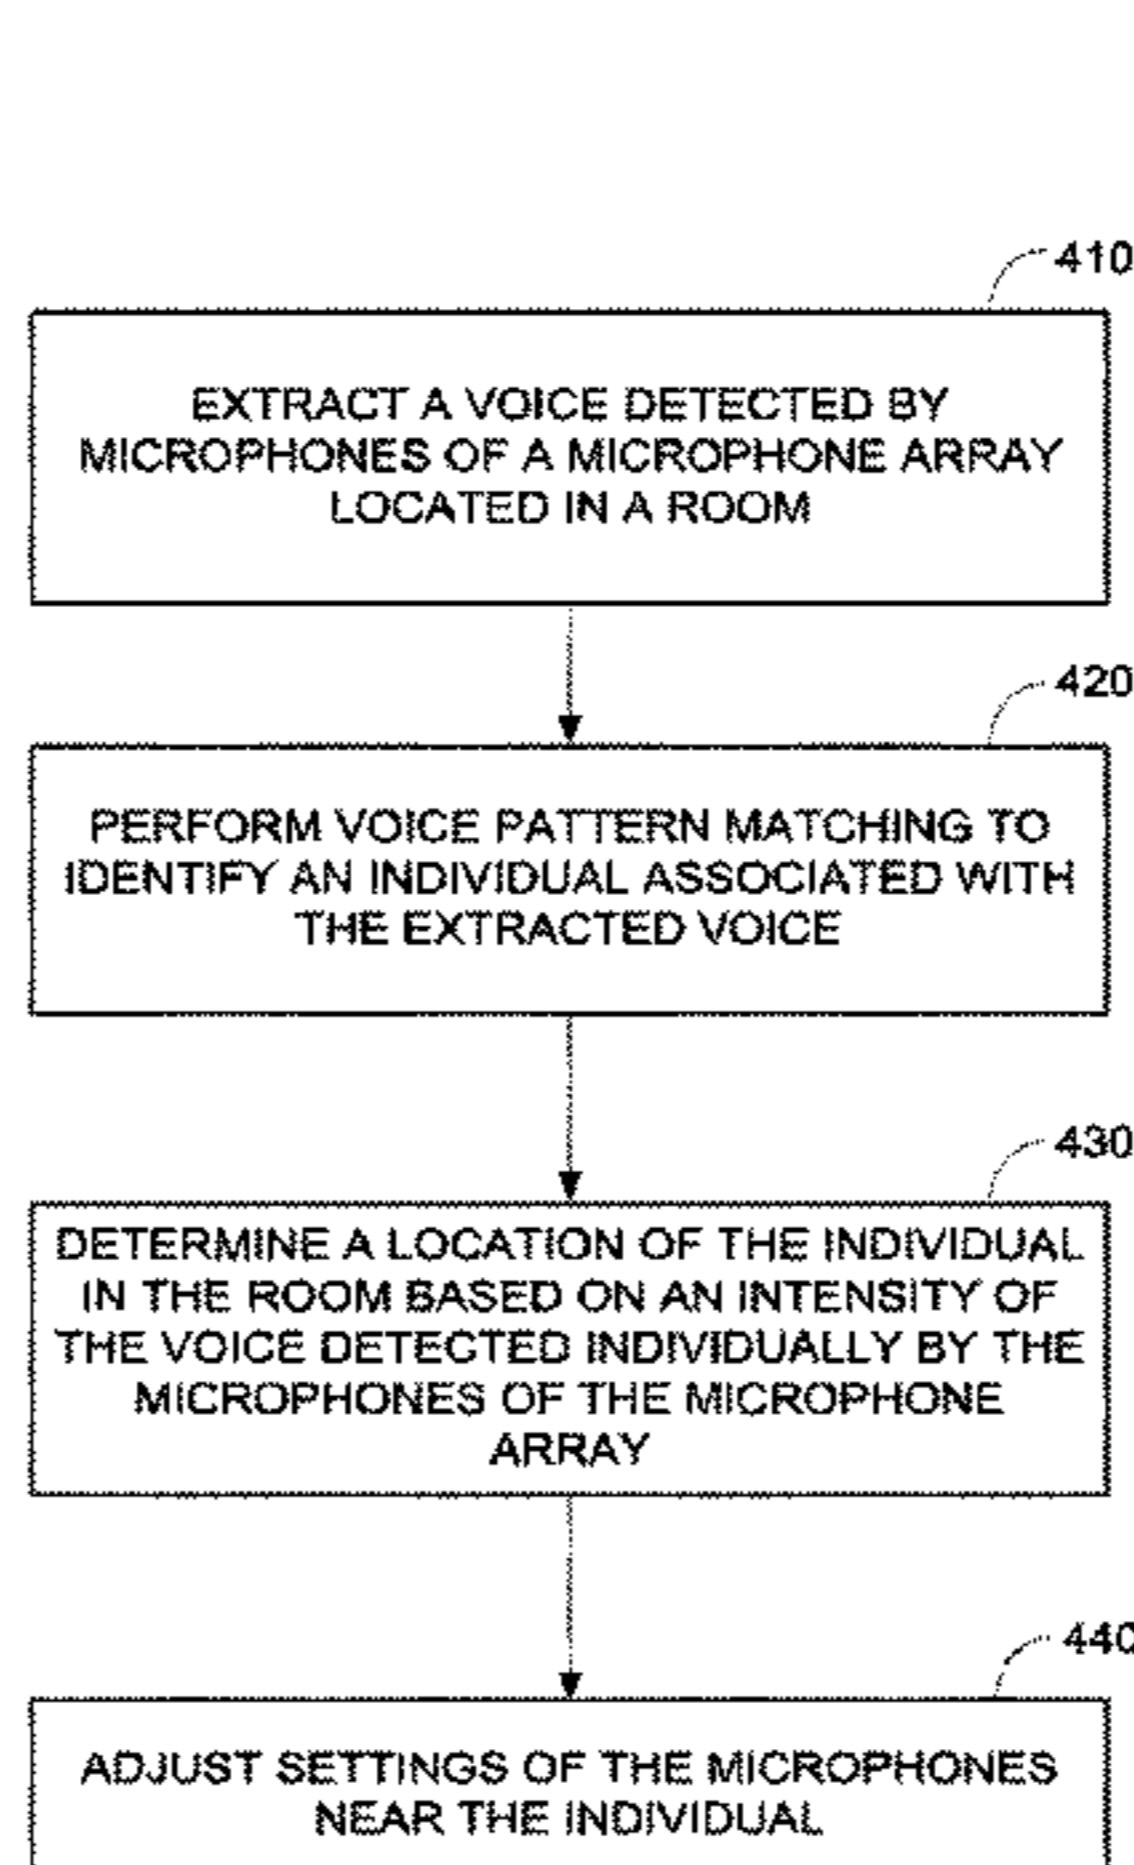 410
EXTRACT A VOICE DETECTED BY
MICROPHONES OF A MICROPHONE ARRAY
LOCATED IN A ROOM
420
PERFORM VOICE PATTERN MATCHING TO
IDENTIFY AN INDIVIDUAL ASSOCIATED WITH
THE EXTRACTED VOICE
430
DETERMINE A LOCATION OF THE INDIVIDUAL
IN THE ROOM BASED ON AN INTENSITY OF
THE VOICE DETECTED INDIVIDUALLY BY THE
MICROPHONES OF THE MICROPHONE
ARRAY
440
ADJUST SETTINGS OF THE MICROPHONES
NEAR THE INDIVIDUAL